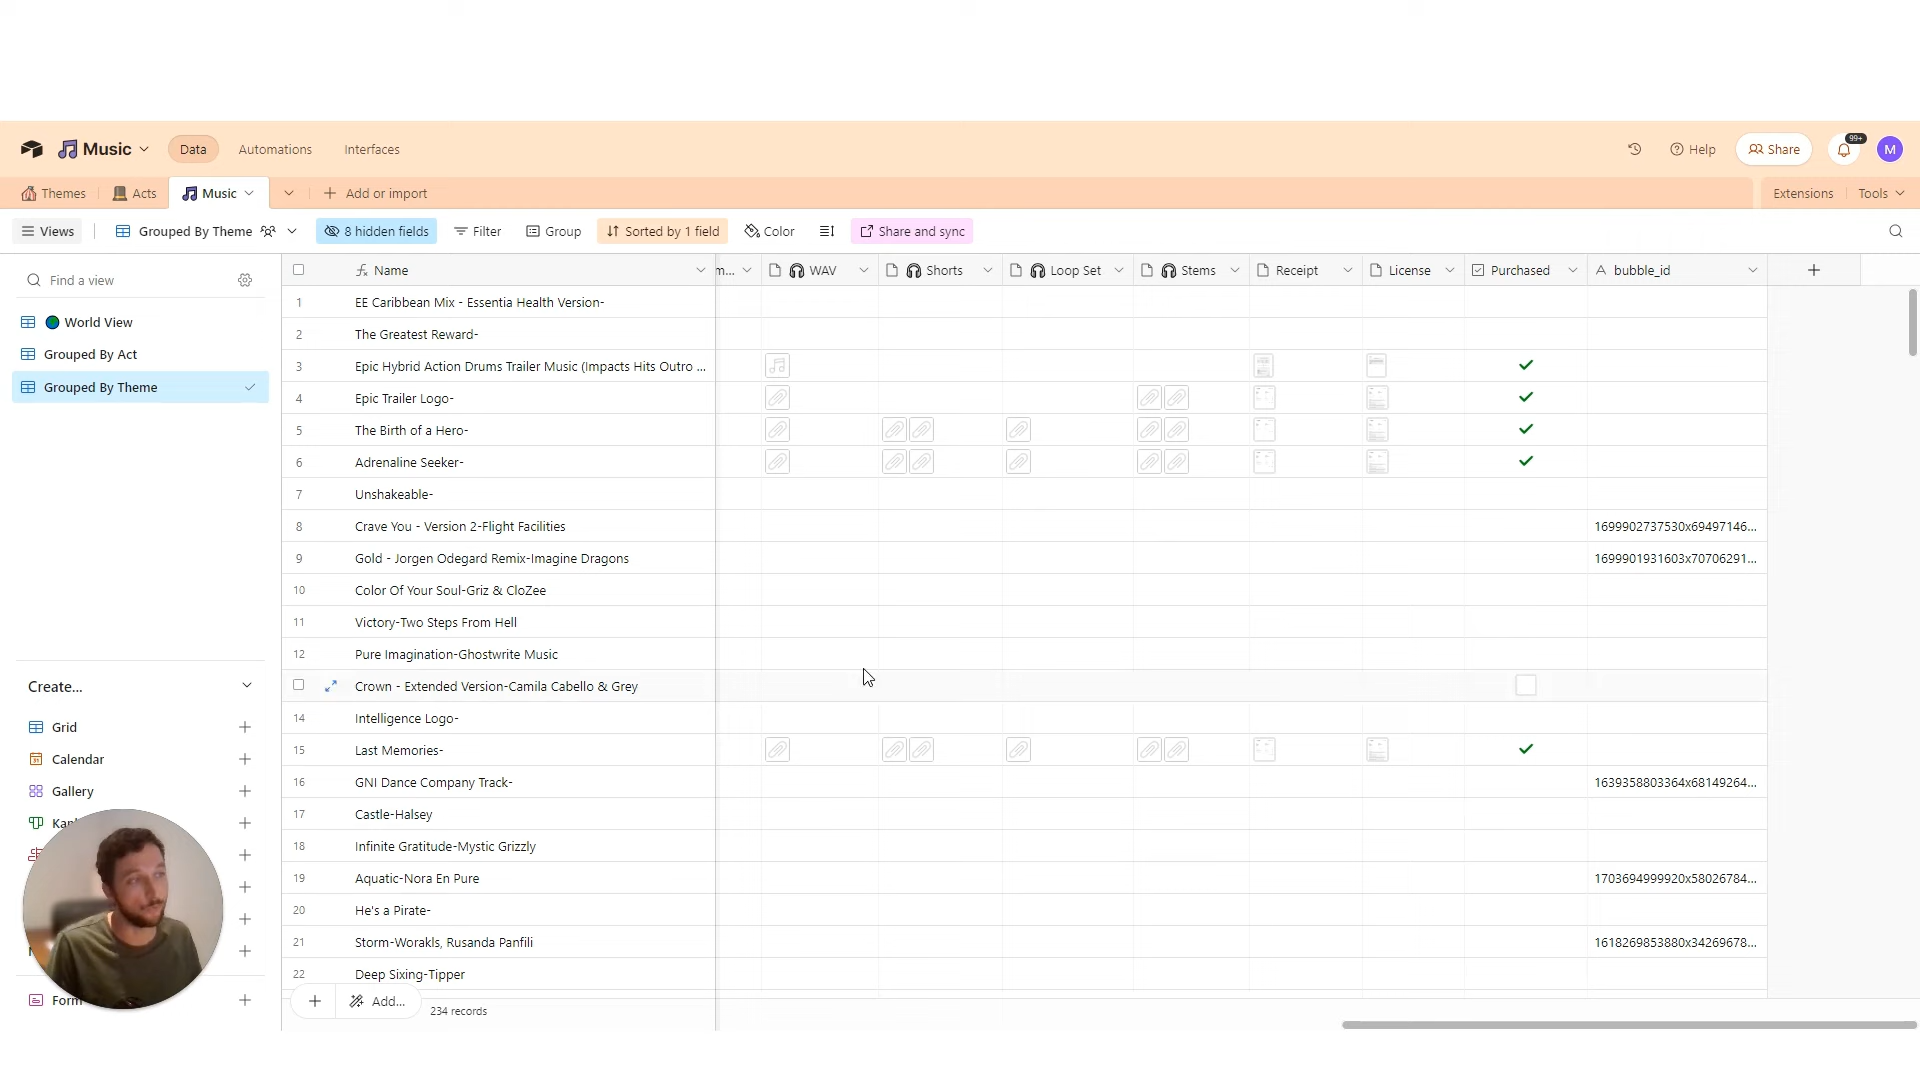 Music
Data
Automations
Interfaces
Help
Share
99+
M
Themes
Acts
Music
Add or import
Extensions
Tools
Views
Grouped By Theme
8 hidden fields
Filter
Group
Sorted by 1 field
Color
Share and sync
Find a view
World View
Grouped By Act
Grouped By Theme
Create...
Grid
Calendar
Gallery
Form
Name
m...
WAV
Shorts
Loop Set
Stems
Receipt
License
Purchased
bubble_id
1 EE Caribbean Mix - Essentia Health Version-
2 The Greatest Reward-
3 Epic Hybrid Action Drums Trailer Music (Impacts Hits Outro ...
4 Epic Trailer Logo-
5 The Birth of a Hero-
6 Adrenaline Seeker-
7 Unshakeable-
8 Crave You - Version 2-Flight Facilities 1699902737530x69497146...
9 Gold - Jorgen Odegard Remix-Imagine Dragons 1699901931603x70706291...
10 Color Of Your Soul-Griz & CloZee
11 Victory-Two Steps From Hell
12 Pure Imagination-Ghostwrite Music
Crown - Extended Version-Camila Cabello & Grey
14 Intelligence Logo-
15 Last Memories-
16 GNI Dance Company Track- 1639358803364x68149264...
17 Castle-Halsey
18 Infinite Gratitude-Mystic Grizzly
19 Aquatic-Nora En Pure 1703694999920x58026784...
20 He's a Pirate-
21 Storm-Worakls, Rusanda Panfili 1618269853880x34269678...
22 Deep Sixing-Tipper
Add...
234 records